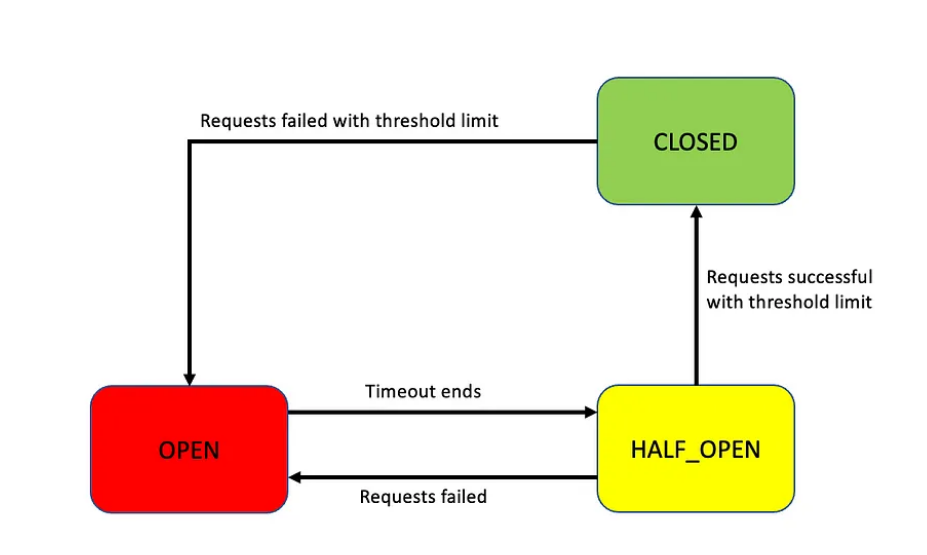 Requests failed with threshold limit
CLOSED
Requests successful
with threshold limit
Timeout ends
OPEN
HALF_OPEN
Requests failed